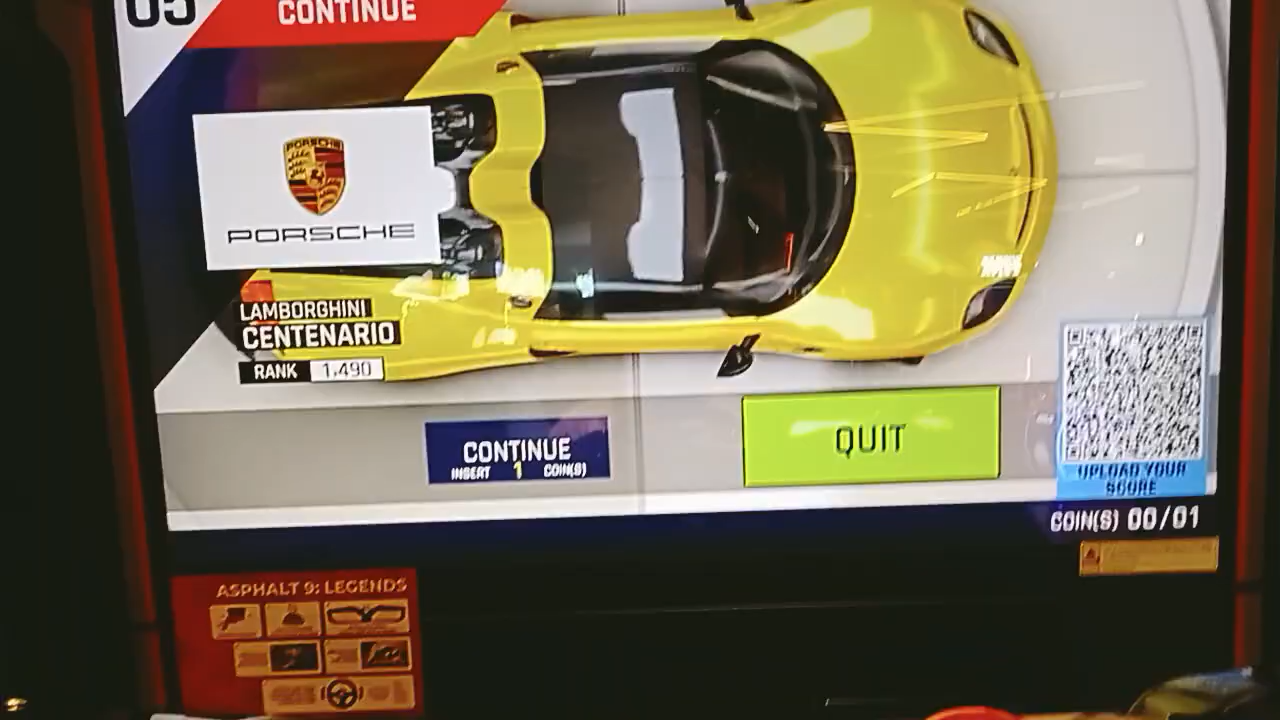 05
CONTINUE
PORSCHE
PORSCHE
LAMBORGHINI
CENTENARIO
RANK 1,490
CONTINUE
INSERT 1 COIN(S)
QUIT
UPLOAD YOUR
SCORE
COIN(S) 00/01
ASPHALT 9: LEGENDS